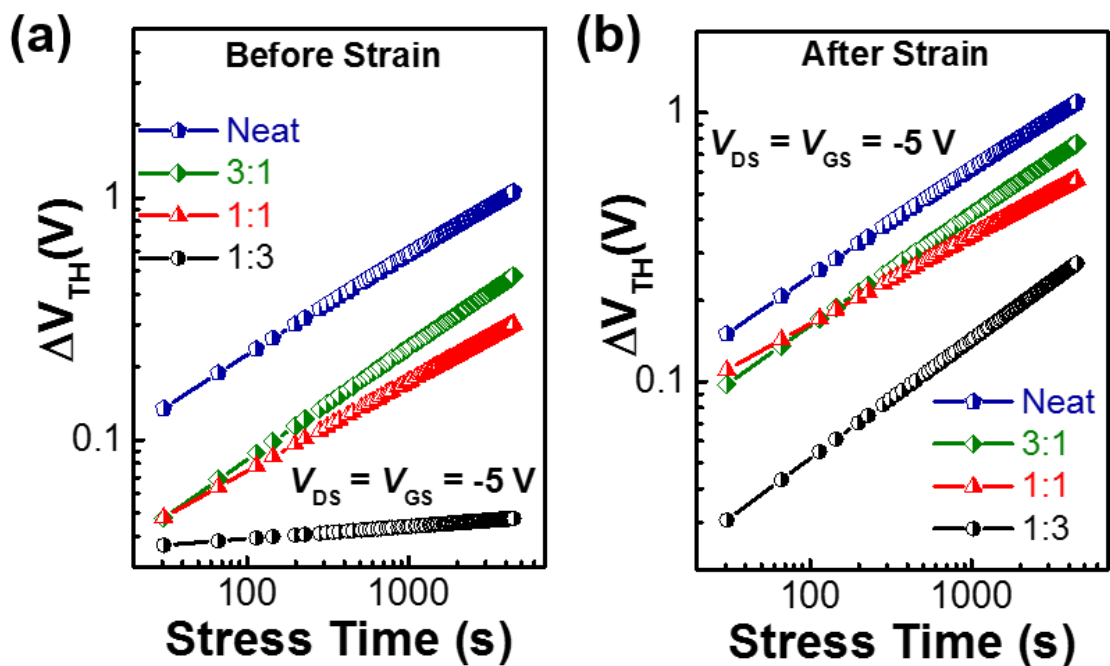 (a)
Before Strain
Neat
3:1
1:1
1:3
1
0.1
ΔV_TH(V)
V_DS = V_GS = -5 V
100
1000
Stress Time (s)
(b)
After Strain
1
V_DS = V_GS = -5 V
0.1
ΔV_TH(V)
Neat
3:1
1:1
1:3
100
1000
Stress Time (s)